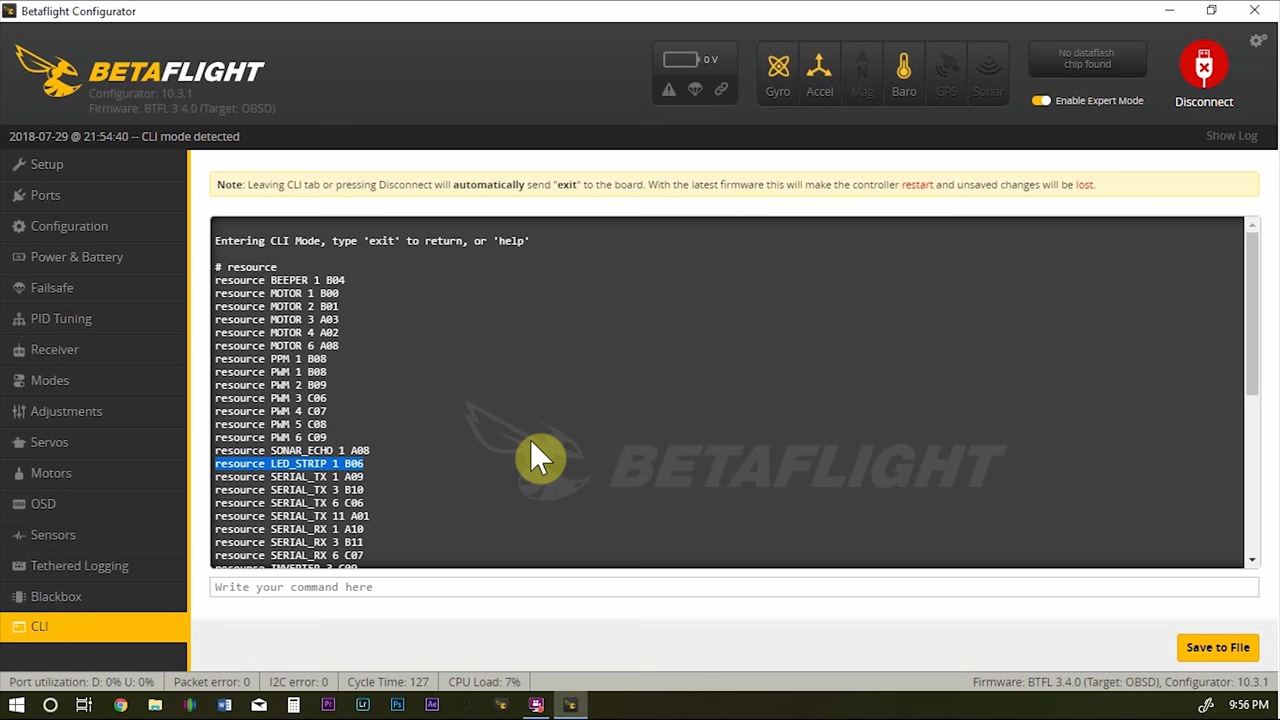 Betaflight Configurator
BETAFLIGHT
Configurator: 10.3.1
Firmware: BTFL 3.4.0 (Target: OBSD)
0 V
Gyro
Accel
Mag
Baro
GPS
Sonar
No dataflash
chip found
Enable Expert Mode
Disconnect
2018-07-29 @ 21:54:40 -- CLI mode detected
Show Log
Setup
Ports
Configuration
Power & Battery
Failsafe
PID Tuning
Receiver
Modes
Adjustments
Servos
Motors
OSD
Sensors
Tethered Logging
Blackbox
CLI
Note: Leaving CLI tab or pressing Disconnect will automatically send "exit" to the board. With the latest firmware this will make the controller restart and unsaved changes will be lost.
Entering CLI Mode, type 'exit' to return, or 'help'
# resource
resource BEEPER 1 B04
resource MOTOR 1 B00
resource MOTOR 2 B01
resource MOTOR 3 A03
resource MOTOR 4 A02
resource MOTOR 6 A08
resource PPM 1 B08
resource PWM 1 B08
resource PWM 2 B09
resource PWM 3 C06
resource PWM 4 C07
resource PWM 5 C08
resource PWM 6 C09
resource SONAR_ECHO 1 A08
resource LED_STRIP 1 B06
resource SERIAL_TX 1 A09
resource SERIAL_TX 3 B10
resource SERIAL_TX 6 C06
resource SERIAL_TX 11 A01
resource SERIAL_RX 1 A10
resource SERIAL_RX 3 B11
resource SERIAL_RX 6 C07
resource INVERTER 3 C09
BETAFLIGHT
Write your command here
Save to File
Port utilization: D: 0% U: 0%
Packet error: 0
I2C error: 0
Cycle Time: 127
CPU Load: 7%
Firmware: BTFL 3.4.0 (Target: OBSD), Configurator: 10.3.1
9:56 PM